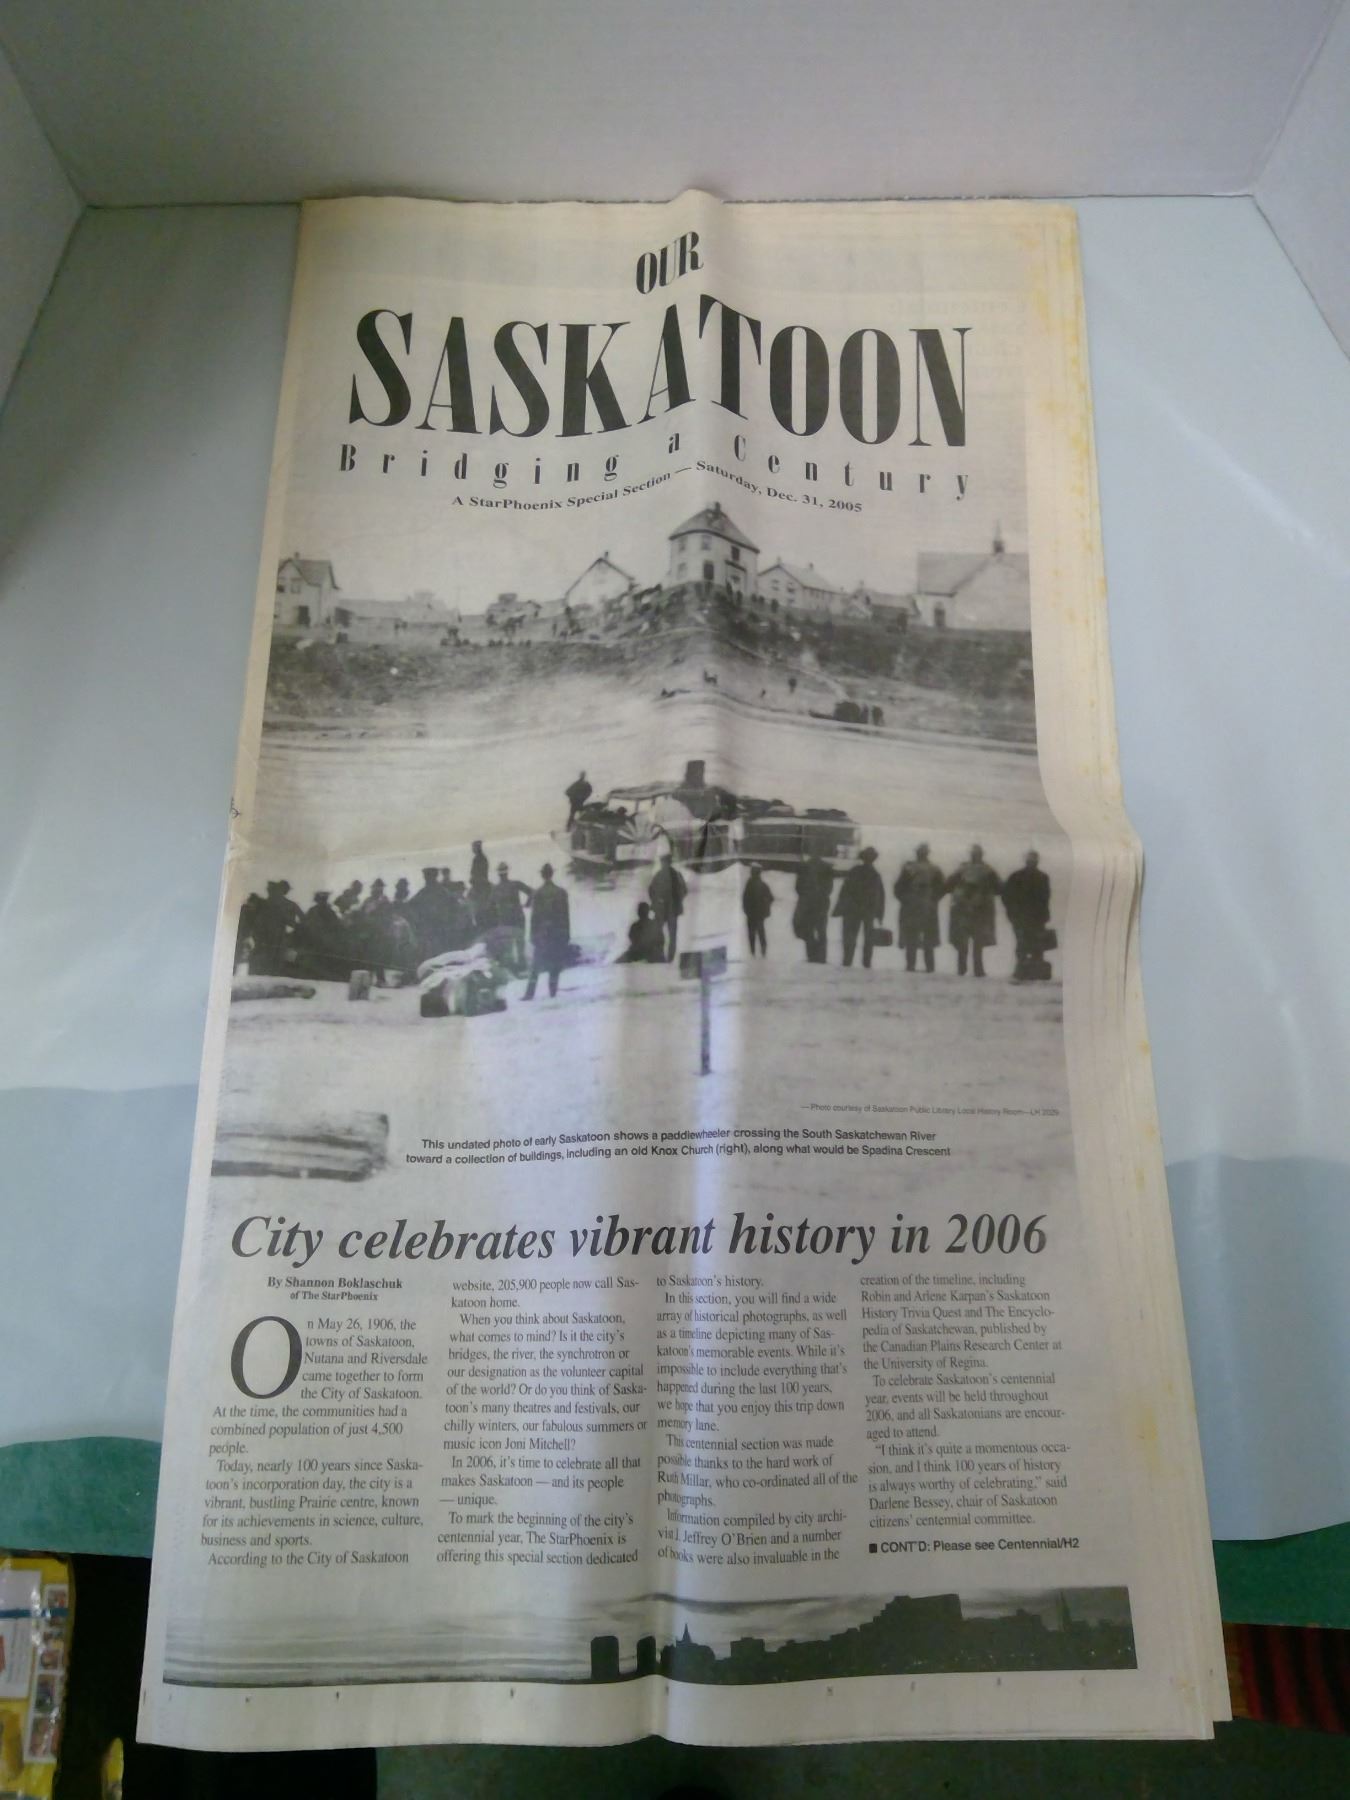 OUR
SASKATOON
Bridging a Century
A StarPhoenix Special Section — Saturday, Dec. 31, 2005
— Photo courtesy of Saskatoon Public Library Local History Room—LH 2029
This undated photo of early Saskatoon shows a paddlewheeler crossing the South Saskatchewan River
toward a collection of buildings, including an old Knox Church (right), along what would be Spadina Crescent
City celebrates vibrant history in 2006
By Shannon Boklaschuk
of The StarPhoenix
On May 26, 1906, the
towns of Saskatoon,
Nutana and Riversdale
came together to form
the City of Saskatoon.
At the time, the communities had a
combined population of just 4,500
people.
Today, nearly 100 years since Saska-
toon's incorporation day, the city is a
vibrant, bustling Prairie centre, known
for its achievements in science, culture,
business and sports.
According to the City of Saskatoon
website, 205,900 people now call Sas-
katoon home.
When you think about Saskatoon,
what comes to mind? Is it the city's
bridges, the river, the synchrotron or
our designation as the volunteer capital
of the world? Or do you think of Saska-
toon's many theatres and festivals, our
chilly winters, our fabulous summers or
music icon Joni Mitchell?
In 2006, it's time to celebrate all that
makes Saskatoon — and its people
— unique.
To mark the beginning of the city's
centennial year, The StarPhoenix is
offering this special section dedicated
to Saskatoon's history.
In this section, you will find a wide
array of historical photographs, as well
as a timeline depicting many of Sas-
katoon's memorable events. While it's
impossible to include everything that's
happened during the last 100 years,
we hope that you enjoy this trip down
memory lane.
This centennial section was made
possible thanks to the hard work of
Ruth Millar, who co-ordinated all of the
photographs.
Information compiled by city archi-
vist J. Jeffrey O'Brien and a number
of books were also invaluable in the
creation of the timeline, including
Robin and Arlene Karpan's Saskatoon
History Trivia Quest and The Encyclo-
pedia of Saskatchewan, published by
the Canadian Plains Research Center at
the University of Regina.
To celebrate Saskatoon's centennial
year, events will be held throughout
2006, and all Saskatonians are encour-
aged to attend.
"I think it's quite a momentous occa-
sion, and I think 100 years of history
is always worthy of celebrating," said
Darlene Bessey, chair of Saskatoon
citizens' centennial committee.
■ CONT'D: Please see Centennial/H2